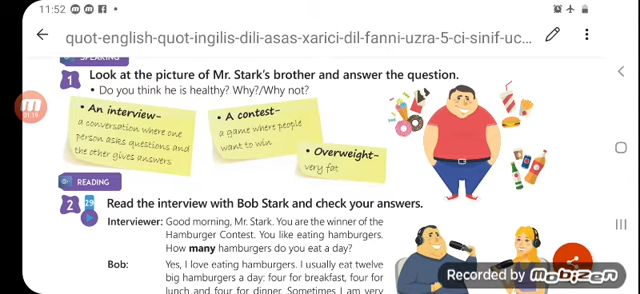 11:52
quot-english-quot-ingilis-dili-asas-xarici-dil-fanni-uzra-5-ci-sinif-uc...
SPEAKING
1 Look at the picture of Mr. Stark's brother and answer the question.
• Do you think he is healthy? Why?/Why not?
01:19
• An interview-
a conversation where one
person asks questions and
the other gives answers
• A contest-
a game where people
want to win
• Overweight-
very fat
READING
2 29 Read the interview with Bob Stark and check your answers.
Interviewer: Good morning, Mr. Stark. You are the winner of the
Hamburger Contest. You like eating hamburgers.
How many hamburgers do you eat a day?
Bob: Yes, I love eating hamburgers. I usually eat twelve
big hamburgers a day: four for breakfast, four for
lunch and four for dinner. Sometimes I am very
Recorded by mobizen